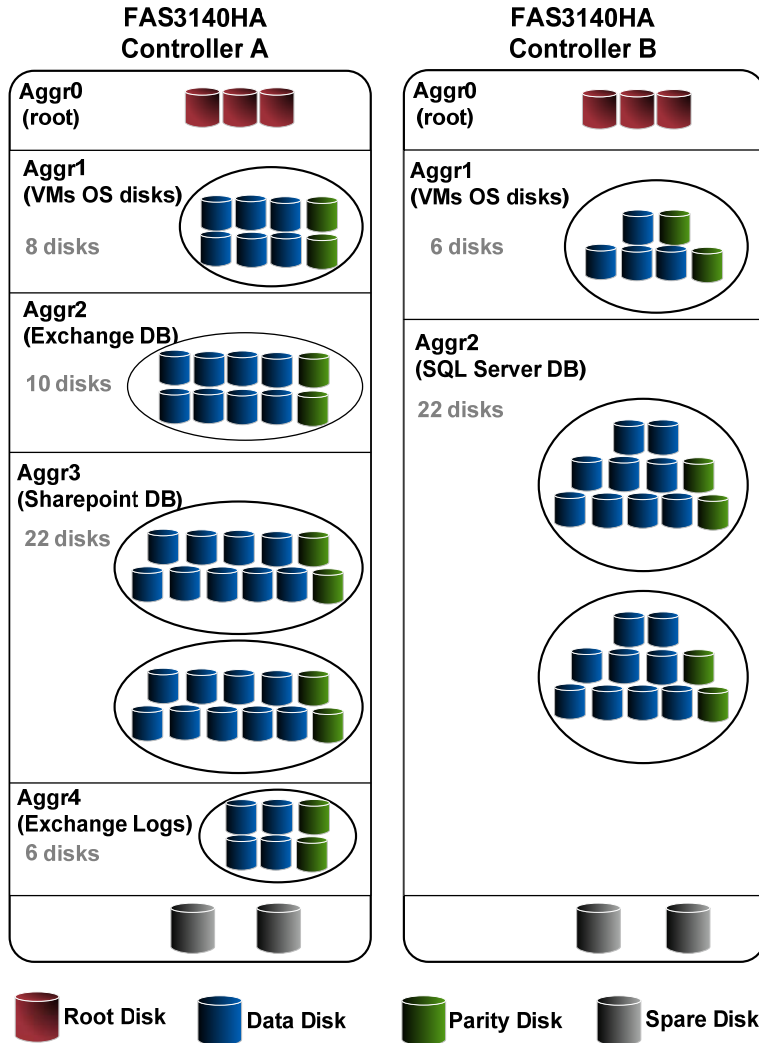 FAS3140HA
Controller A
Aggr0
(root)
Aggr1
(VMs OS disks)
8 disks
Aggr2
(Exchange DB)
10 disks
Aggr3
(Sharepoint DB)
22 disks
Aggr4
(Exchange Logs)
6 disks
FAS3140HA
Controller B
Aggr0
(root)
Aggr1
(VMs OS disks)
6 disks
Aggr2
(SQL Server DB)
22 disks
Root Disk
Data Disk
Parity Disk
Spare Disk